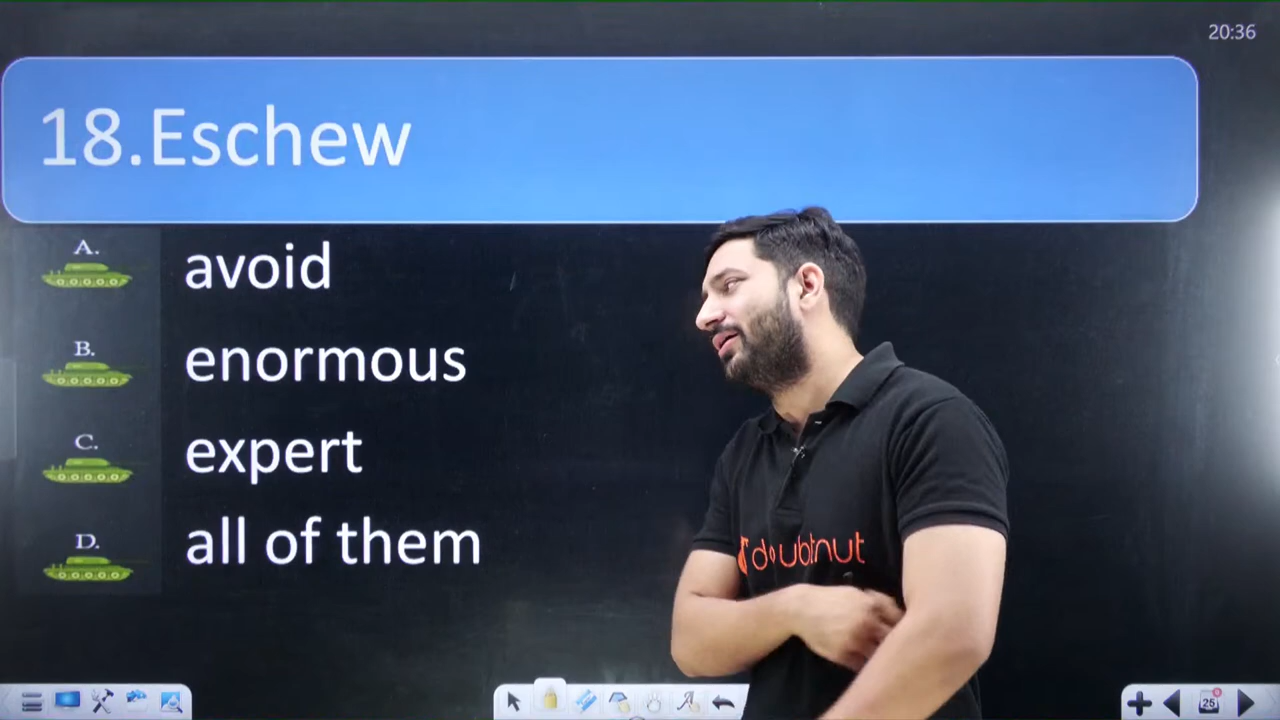 20:36
18.Eschew
A. avoid
B. enormous
C. expert
D. all of them
doubtnut
25